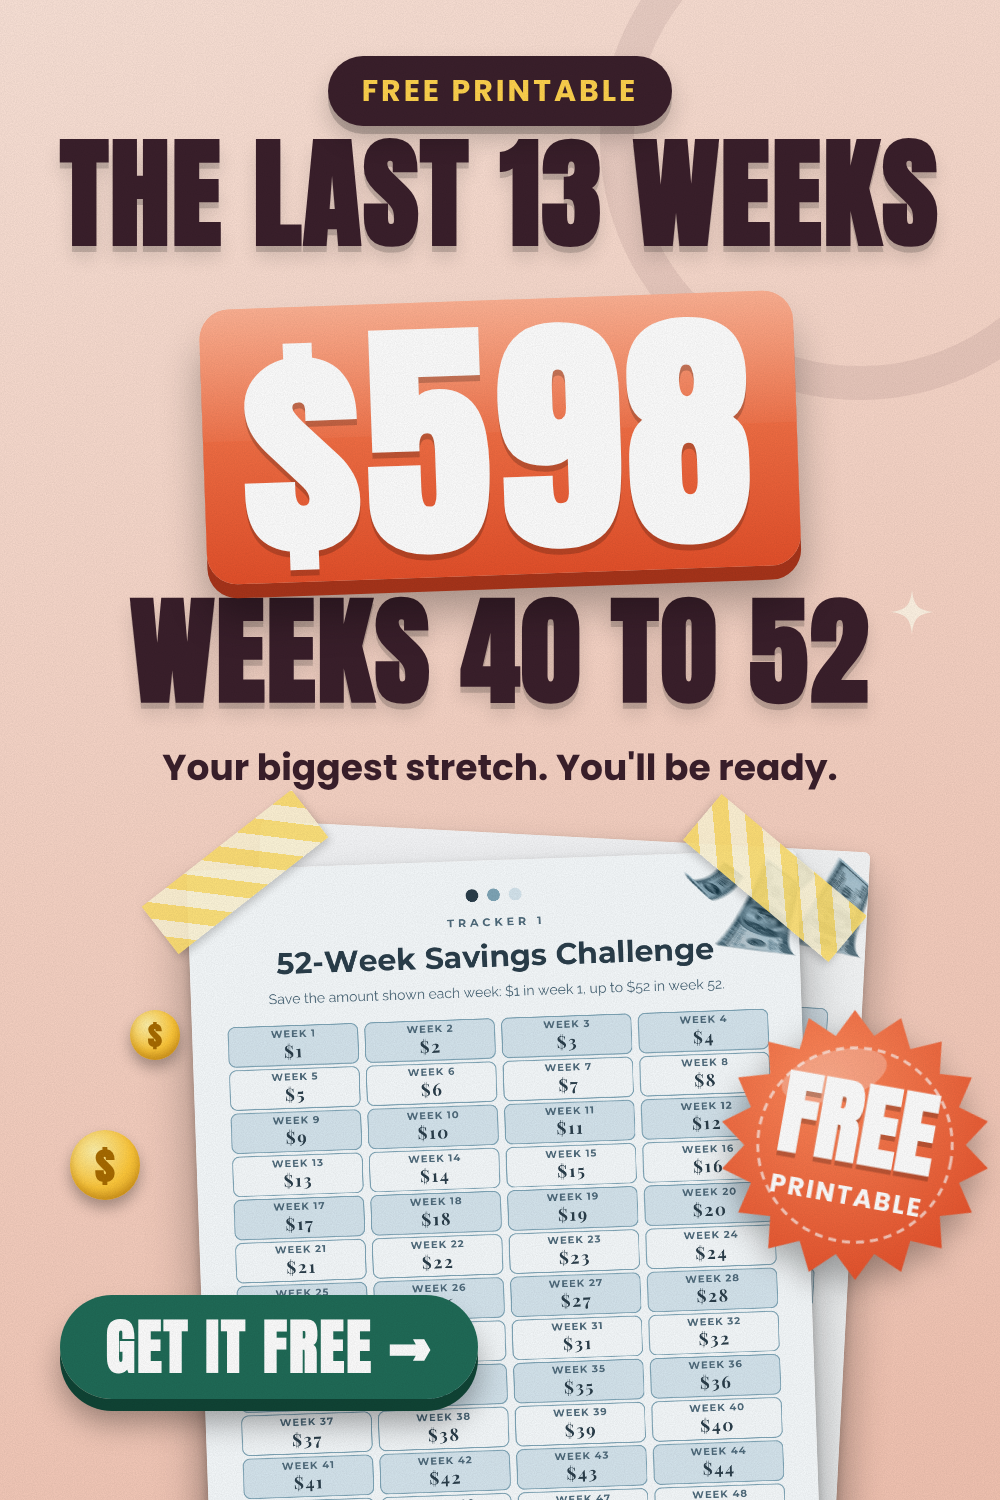 FREE PRINTABLE
THE LAST 13 WEEKS
$598
WEEKS 40 TO 52
Your biggest stretch. You'll be ready.
TRACKER 1
52-Week Savings Challenge
Save the amount shown each week: $1 in week 1, up to $52 in week 52.
WEEK 1 WEEK 2 WEEK 3 WEEK 4
$1 $2 $3 $4
WEEK 5 WEEK 6 WEEK 7 WEEK 8
$5 $6 $7 $8
WEEK 9 WEEK 10 WEEK 11 WEEK 12
$9 $10 $11 $12
WEEK 13 WEEK 14 WEEK 15 WEEK 16
$13 $14 $15 $16
WEEK 17 WEEK 18 WEEK 19 WEEK 20
$17 $18 $19 $20
WEEK 21 WEEK 22 WEEK 23 WEEK 24
$21 $22 $23 $24
WEEK 25 WEEK 26 WEEK 27 WEEK 28
$27 $28
WEEK 31 WEEK 32
$31 $32
WEEK 35 WEEK 36
$35 $36
WEEK 37 WEEK 38 WEEK 39 WEEK 40
$37 $38 $39 $40
WEEK 41 WEEK 42 WEEK 43 WEEK 44
$41 $42 $43 $44
WEEK 47 WEEK 48
$
$
FREE
PRINTABLE
GET IT FREE →